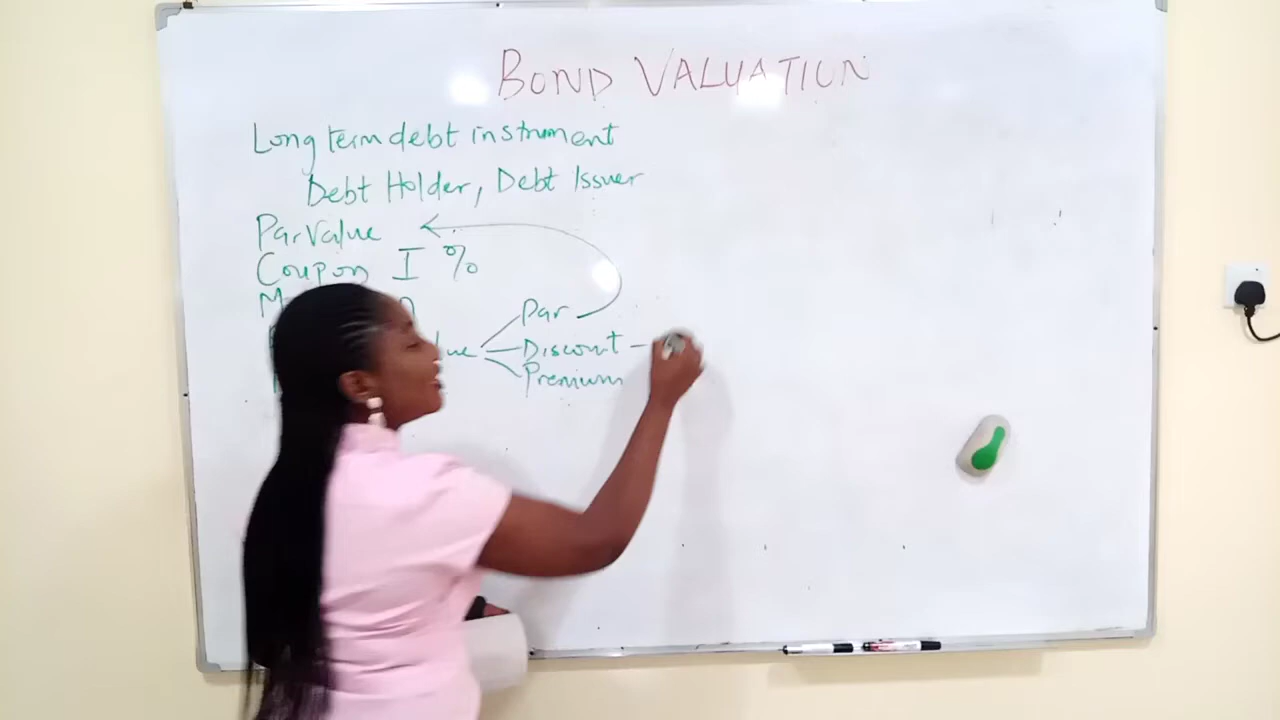 BOND VALUATION
Long term debt instrument
Debt Holder, Debt Issuer
Par Value
Coupon I %
Par
Discount
Premium